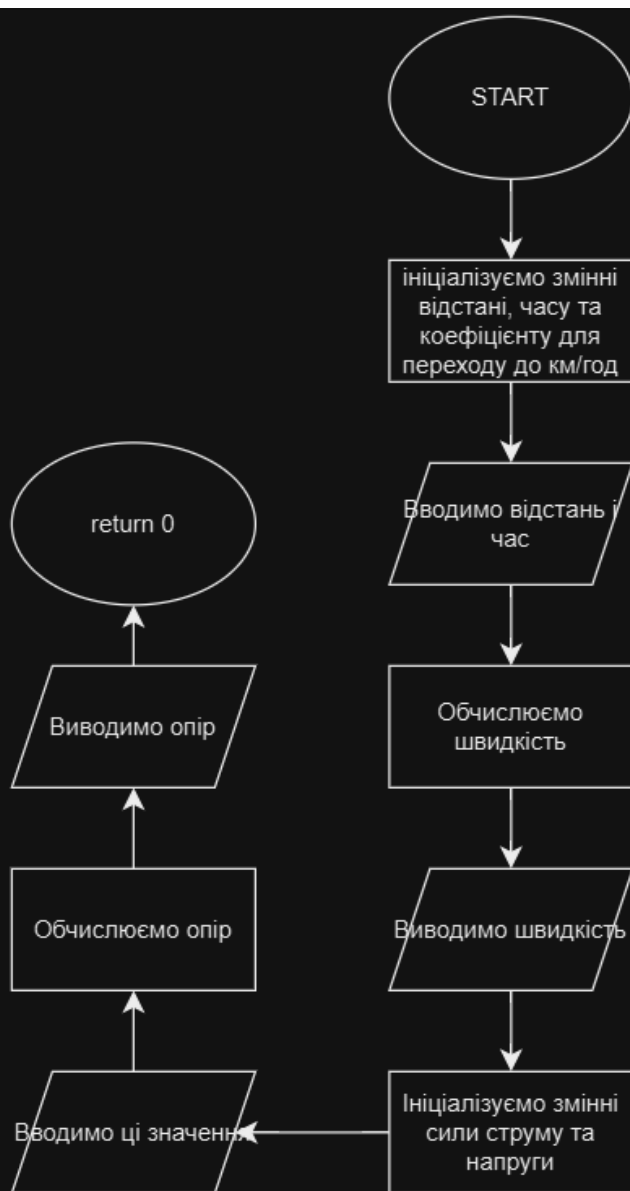 START
ініціалізуємо змінні
відстані, часу та
коефіцієнту для
переходу до км/год
Вводимо відстань і
час
Обчислюємо
швидкість
Виводимо швидкість
Ініціалізуємо змінні
сили струму та
напруги
Вводимо ці значення
Обчислюємо опір
Виводимо опір
return 0